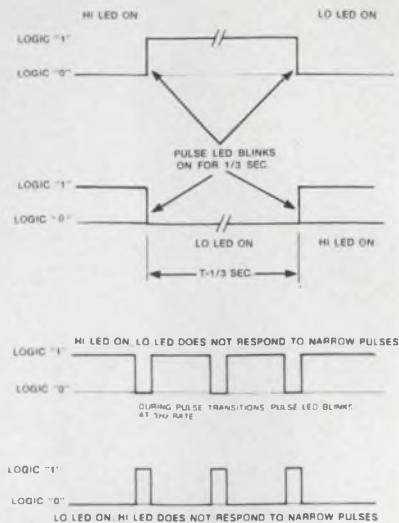 HI LED ON LO LED ON
LOGIC "1"
LOGIC "0"
PULSE LED BLINKS
ON FOR 1/3 SEC.
LOGIC "1"
LOGIC "0"
LO LED ON HI LED ON
T-1/3 SEC.
HI LED ON, LO LED DOES NOT RESPOND TO NARROW PULSES
LOGIC "1"
LOGIC "0"
DURING PULSE TRANSITIONS PULSE LED BLINKS
AT RATE
LOGIC "1"
LOGIC "0"
LO LED ON, HI LED DOES NOT RESPOND TO NARROW PULSES